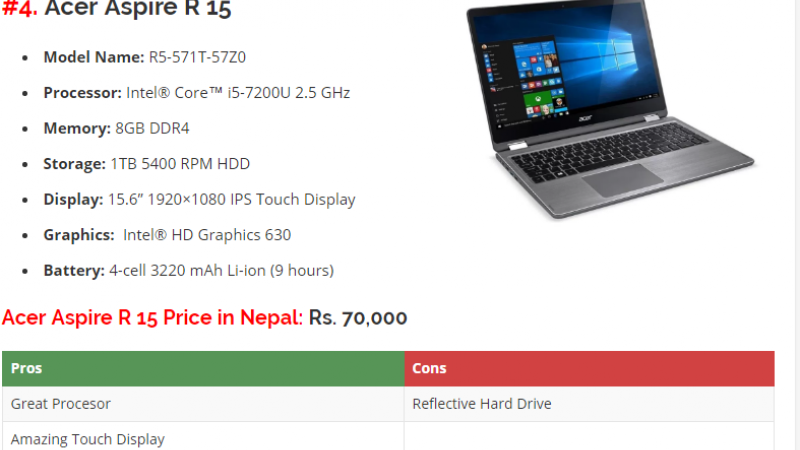 #4. Acer Aspire R 15
Model Name: R5-571T-57Z0
Processor: Intel® Core™ i5-7200U 2.5 GHz
Memory: 8GB DDR4
Storage: 1TB 5400 RPM HDD
Display: 15.6” 1920×1080 IPS Touch Display
Graphics:  Intel® HD Graphics 630
Battery: 4-cell 3220 mAh Li-ion (9 hours)
acer
Acer Aspire R 15 Price in Nepal: Rs. 70,000
Pros Cons
Great Procesor Reflective Hard Drive
Amazing Touch Display